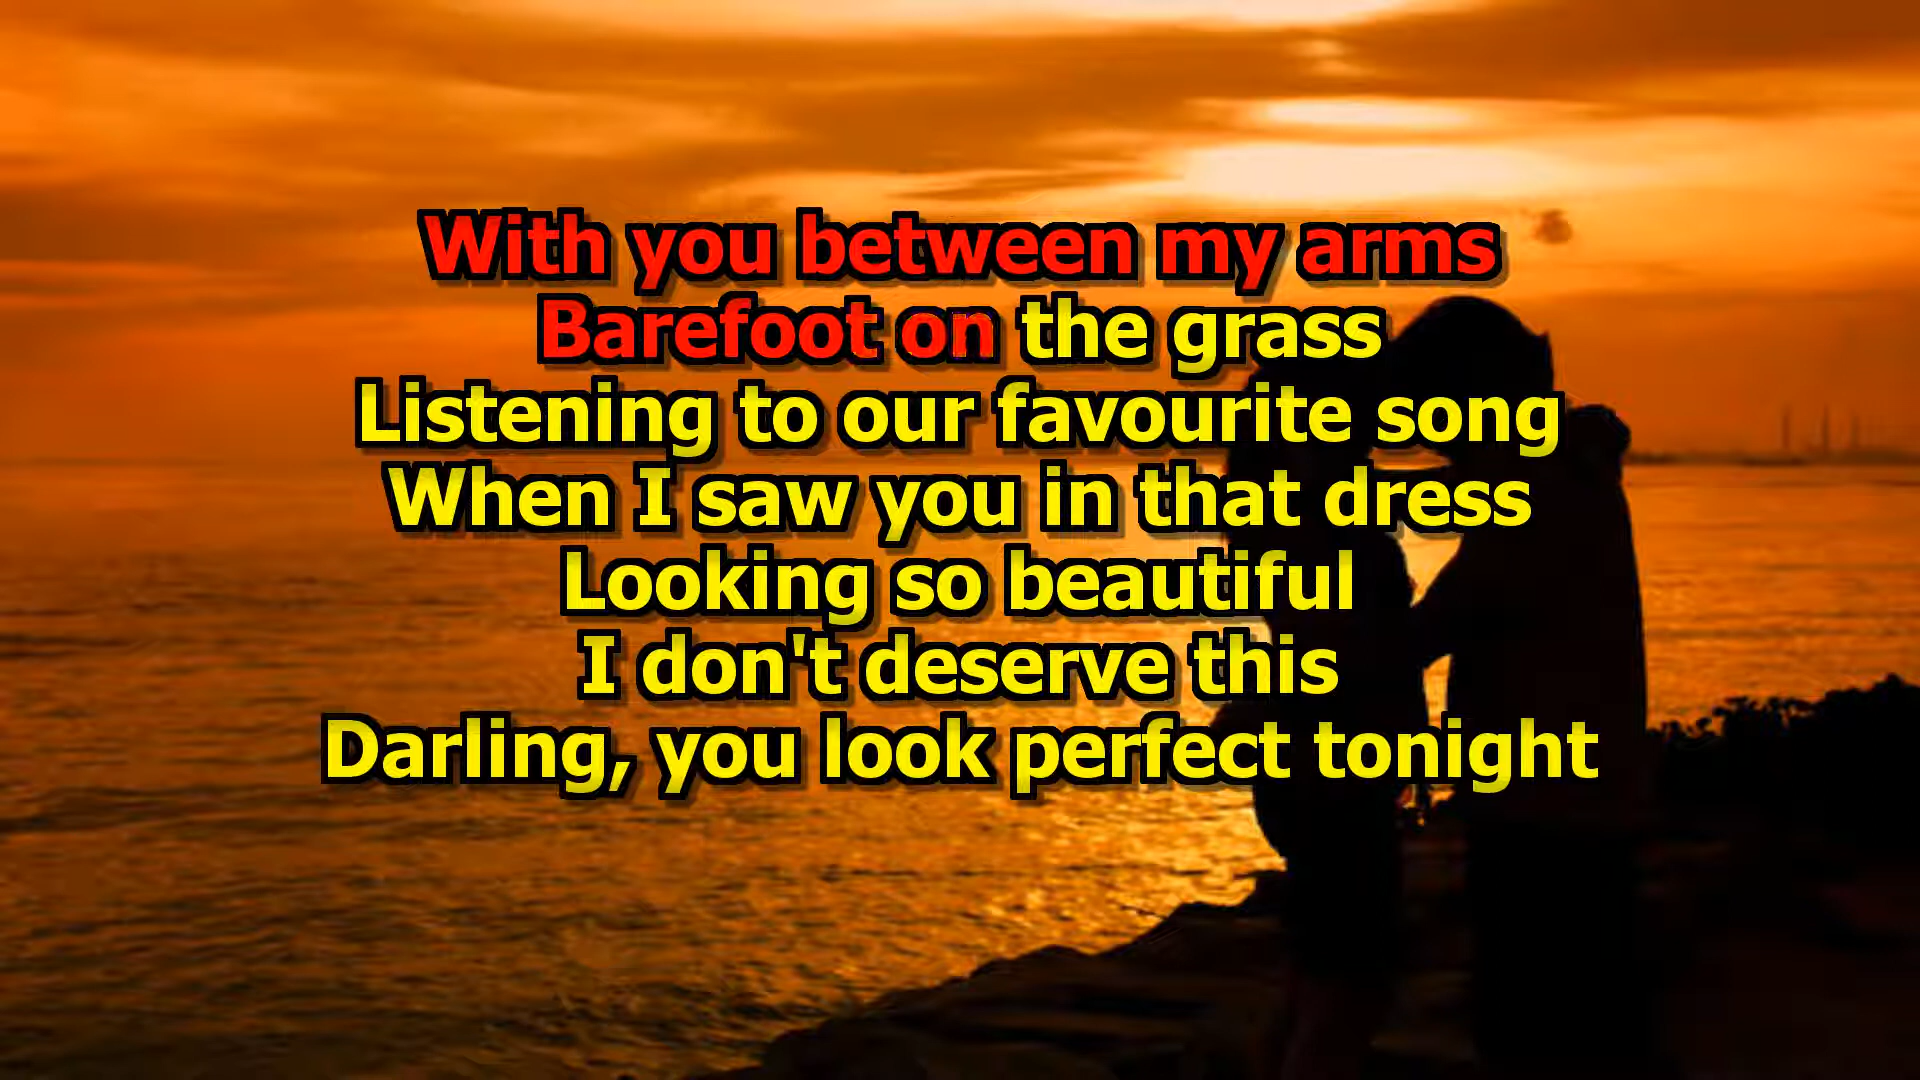 With you between my arms
Barefoot on the grass
Listening to our favourite song
When I saw you in that dress
Looking so beautiful
I don't deserve this
Darling, you look perfect tonight